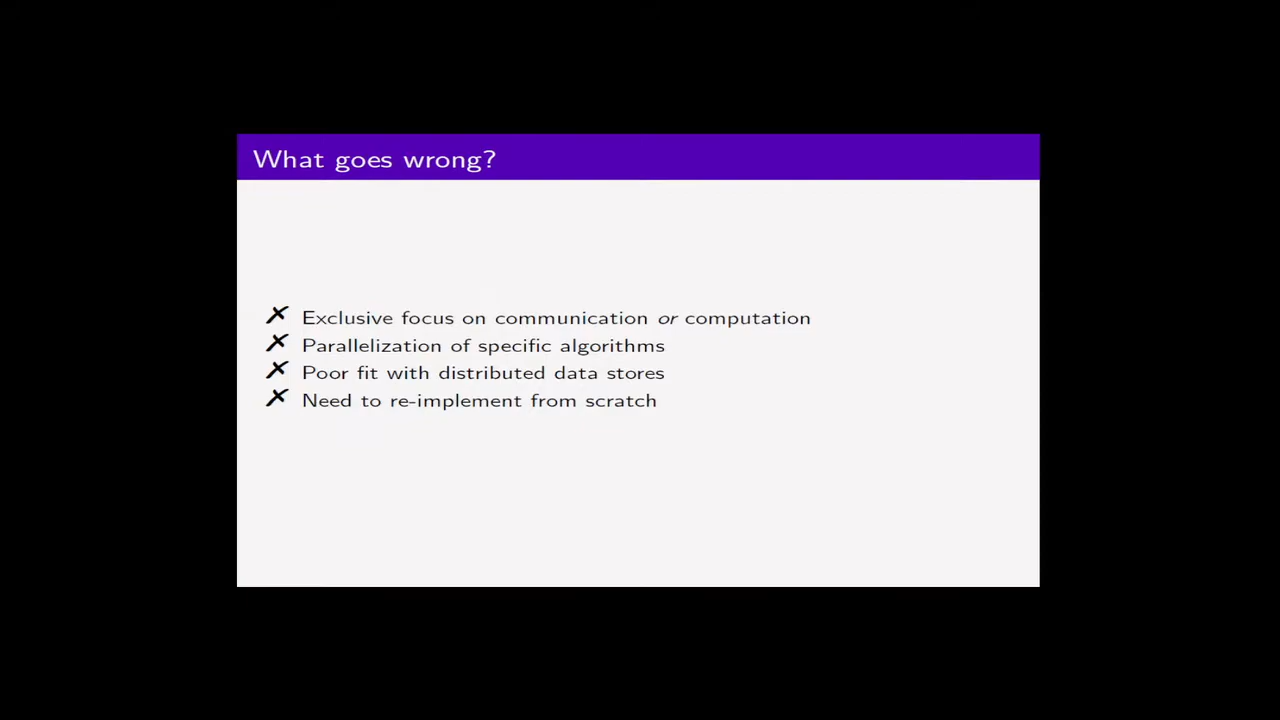 What goes wrong?
✗ Exclusive focus on communication or computation
✗ Parallelization of specific algorithms
✗ Poor fit with distributed data stores
✗ Need to re-implement from scratch